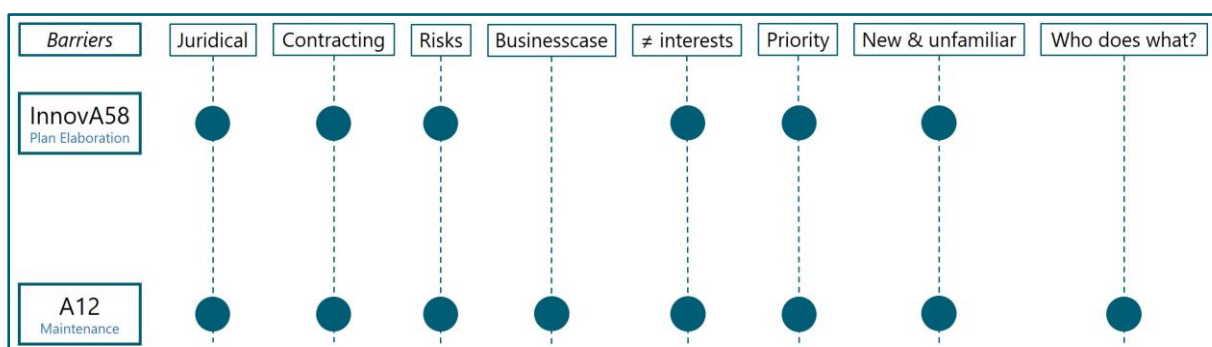 Barriers
Juridical
Contracting
Risks
Businesscase
≠ interests
Priority
New & unfamiliar
Who does what?
InnovA58
Plan Elaboration
A12
Maintenance